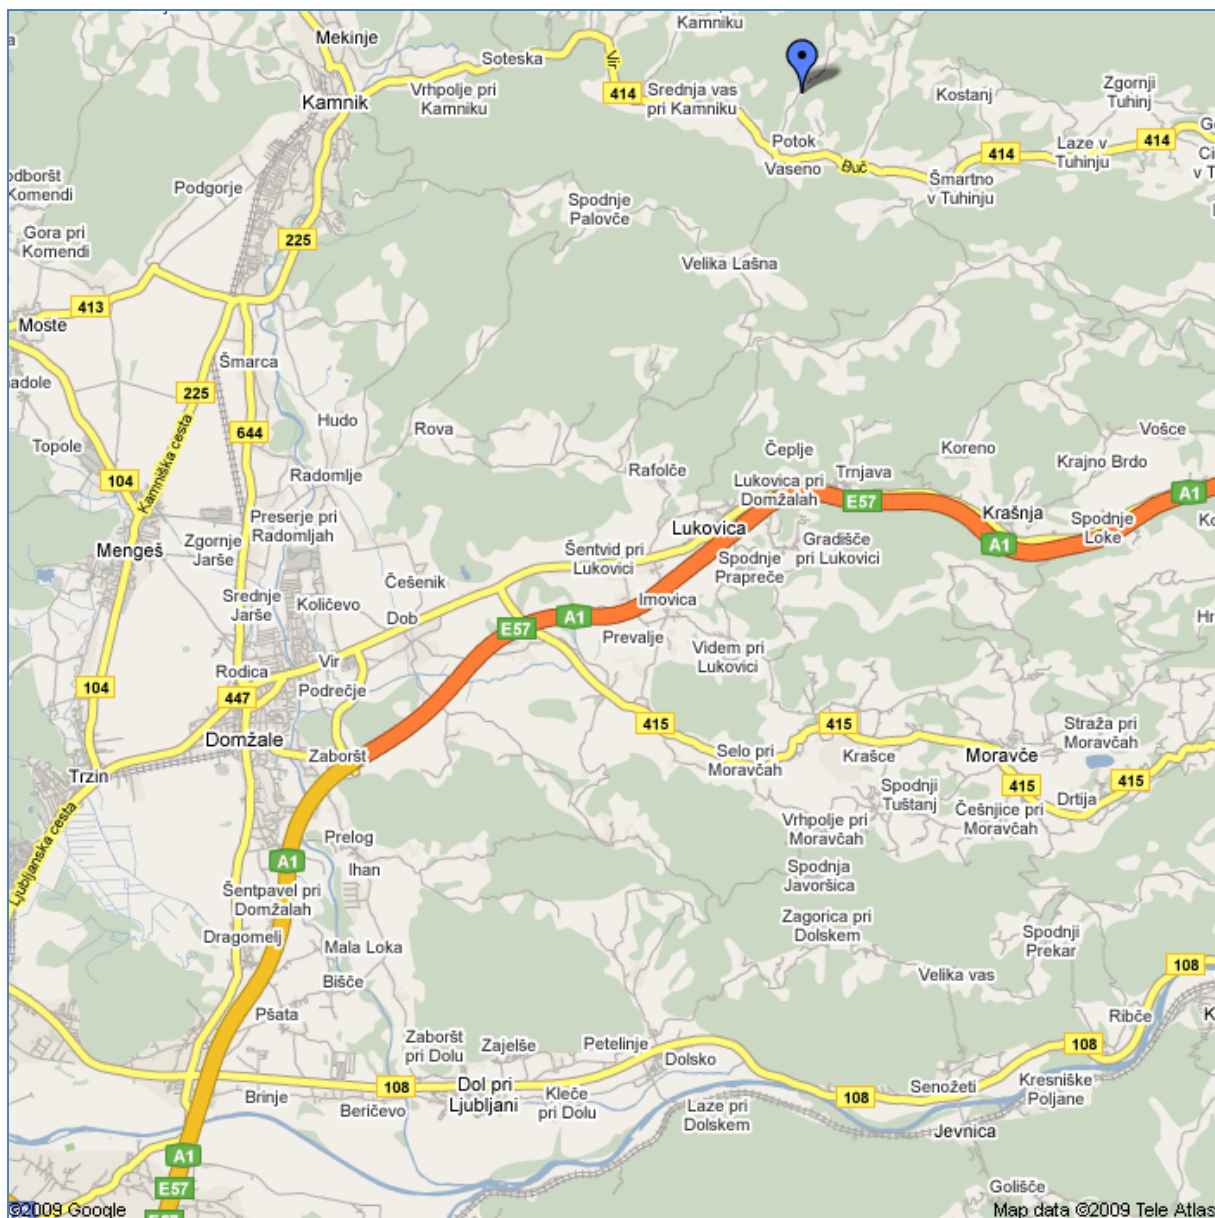 Kamniku
Mekinje
Soteska
Vir
Vrhpolje pri
Kamniku
Kamnik
414
Srednja vas
pri Kamniku
Kostanj
Zgornji
Tuhinj
Potok
Vaseno
Buč
414
Laze v
Tuhinju
414
Šmartno
v Tuhinju
Podgorje
Komendi
Spodnje
Palovče
Gora pri
Komendi
225
Velika Lašna
413
Moste
Šmarca
225
Kamniška cesta
644
Hudo
Rova
Topole
104
Radomlje
Rafolče
Čeplje
Lukovica pri
Domžalah
Trnjava
Koreno
Vošce
Krajno Brdo
A1
E57
Krašnja
Spodnje
Loke
A1
Preserje pri
Radomljah
Mengeš
Zgornje
Jarše
Lukovica
Gradišče
pri Lukovici
Šentvid pri
Lukovici
Spodnje
Prapreče
Češenik
Srednje
Jarše
Količevo
Dob
Imovica
A1
E57
Prevalje
Videm pri
Lukovici
Hr
Vir
Rodica
104
447
Podrečje
Domžale
Zaboršt
415
415
Selo pri
Moravčah
Krašce
Moravče
Straža pri
Moravčah
415
415
Drtija
Češnjice pri
Moravčah
Spodnji
Tuštanj
Trzin
Ljubljanska cesta
Prelog
Vrhpolje pri
Moravčah
A1
Ihan
Spodnja
Javoršica
Šentpavel pri
Domžalah
Zagorica pri
Dolskem
Dragomelj
Mala Loka
Spodnji
Prekar
Bišče
Velika vas
108
Pšata
Ribče
K
Zaboršt
pri Dolu
Zajelše
Petelinje
Dolsko
108
108
Brinje
Beričevo
Dol pri
Ljubljani
Kleče
pri Dolu
108
Senožeti
Kresniške
Poljane
Laze pri
Dolskem
Jevnica
A1
E57
Golišče
©2009 Google
Map data ©2009 Tele Atlas